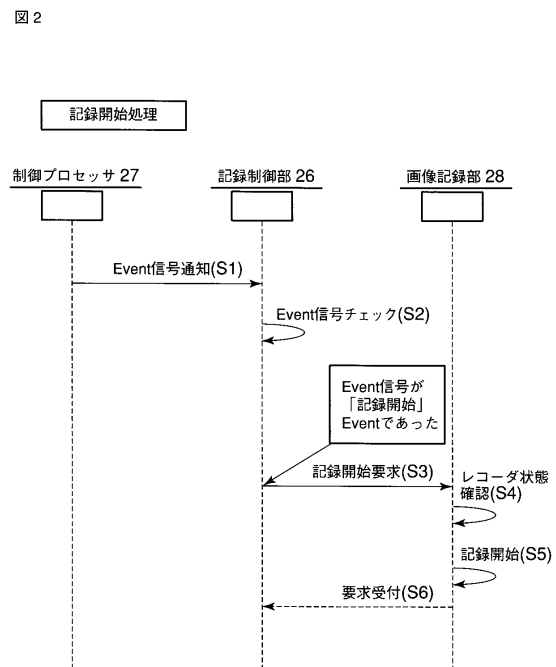 図 2
記録開始処理
制御プロセッサ 27
記録制御部 26
画像記録部 28
Event信号通知(S1)
Event信号チェック(S2)
Event信号が
「記録開始」
Eventであった
記録開始要求(S3)
レコーダ状態
確認(S4)
記録開始(S5)
要求受付(S6)